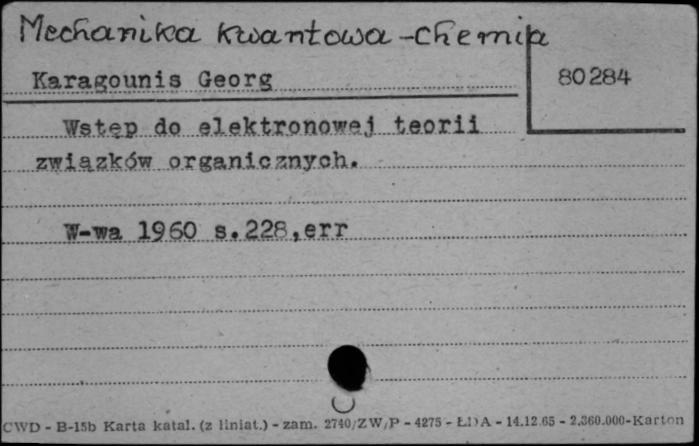 Mechanika kwantowa - chemia
Karagounis Georg
80284
Wstęp do elektronowej teorii
związków organicznych.
W-wa 1960 s.228,err
CWD - B-15b Karta katal. (z liniat.) - zam. 2740/ZW/P - 4275 - ŁDA - 14.12.65 - 2.360.000-Karton